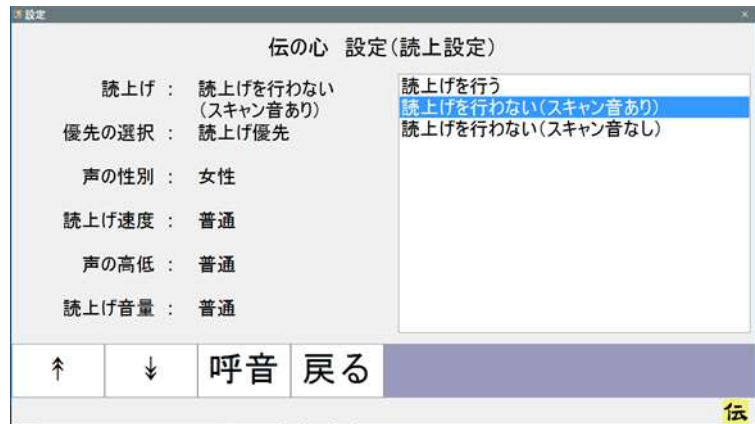 設定
伝の心 設定(読上設定)
読上げ : 読上げを行わない
(スキャン音あり)
優先の選択 : 読上げ優先
声の性別 : 女性
読上げ速度 : 普通
声の高低 : 普通
読上げ音量 : 普通
読上げを行う
読上げを行わない(スキャン音あり)
読上げを行わない(スキャン音なし)
↟ ↡ 呼音 戻る
伝